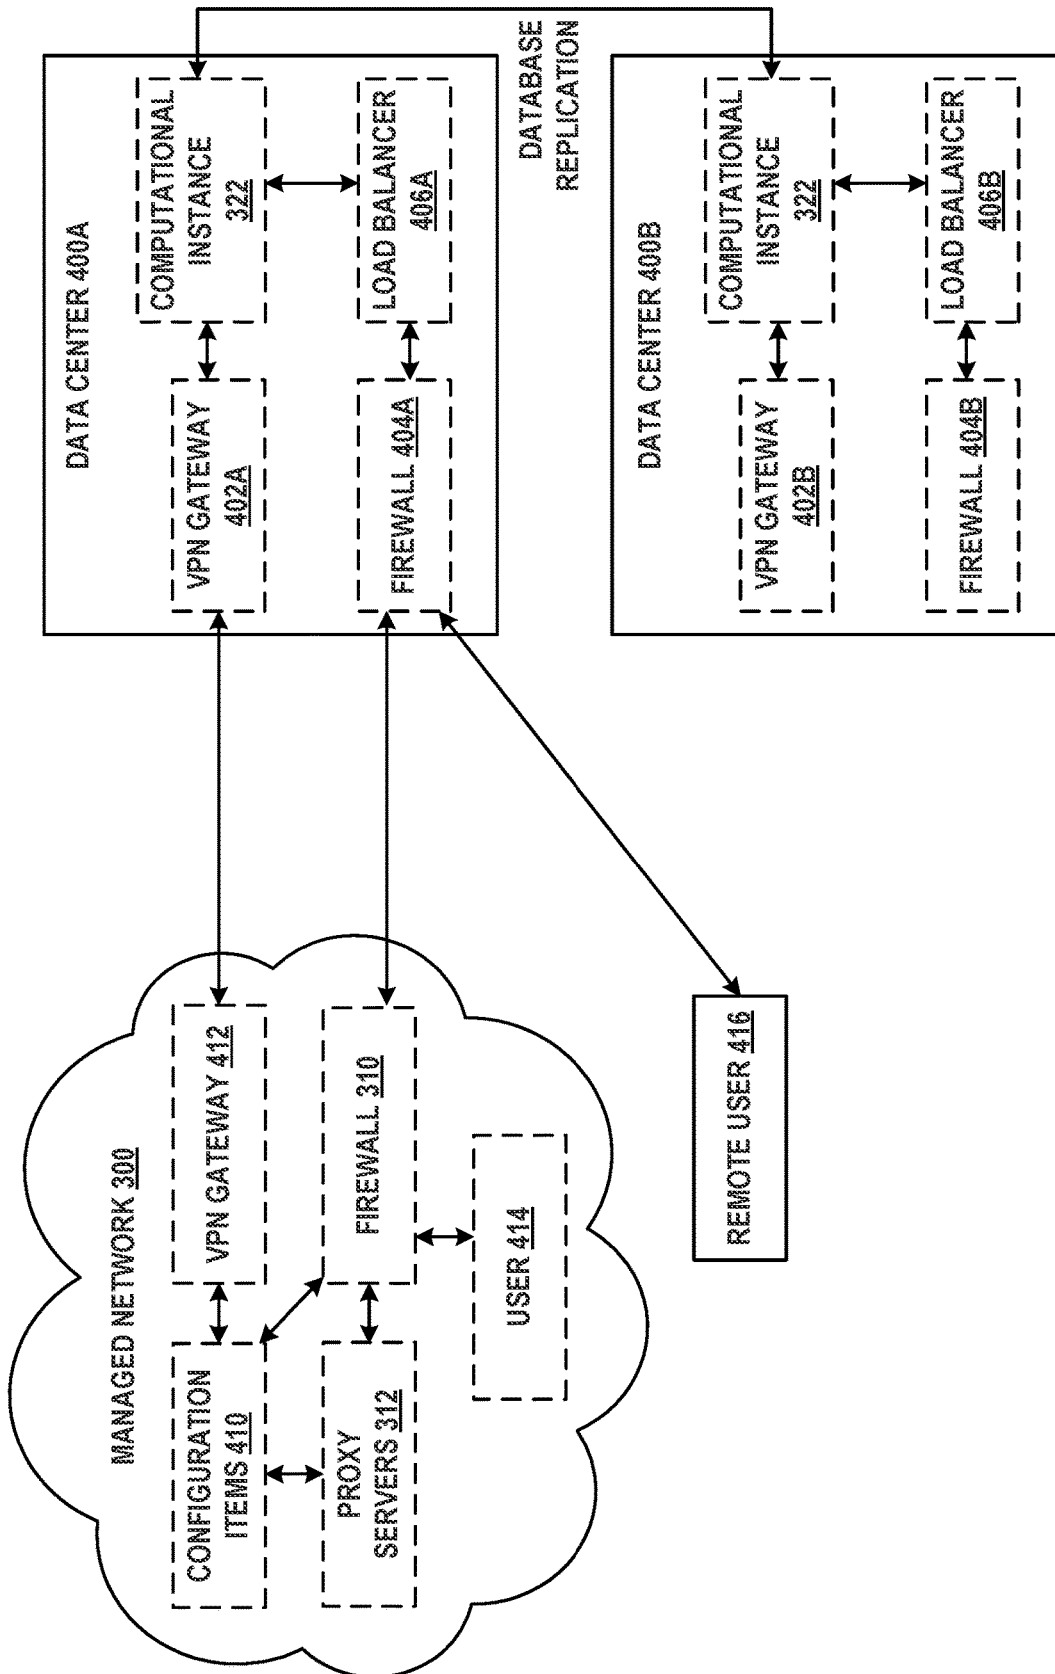 MANAGED NETWORK 300
CONFIGURATION
ITEMS 410
VPN GATEWAY 412
PROXY
SERVERS 312
FIREWALL 310
USER 414
REMOTE USER 416
DATA CENTER 400A
VPN GATEWAY
402A
COMPUTATIONAL
INSTANCE
322
FIREWALL 404A
LOAD BALANCER
406A
DATABASE
REPLICATION
DATA CENTER 400B
VPN GATEWAY
402B
COMPUTATIONAL
INSTANCE
322
FIREWALL 404B
LOAD BALANCER
406B